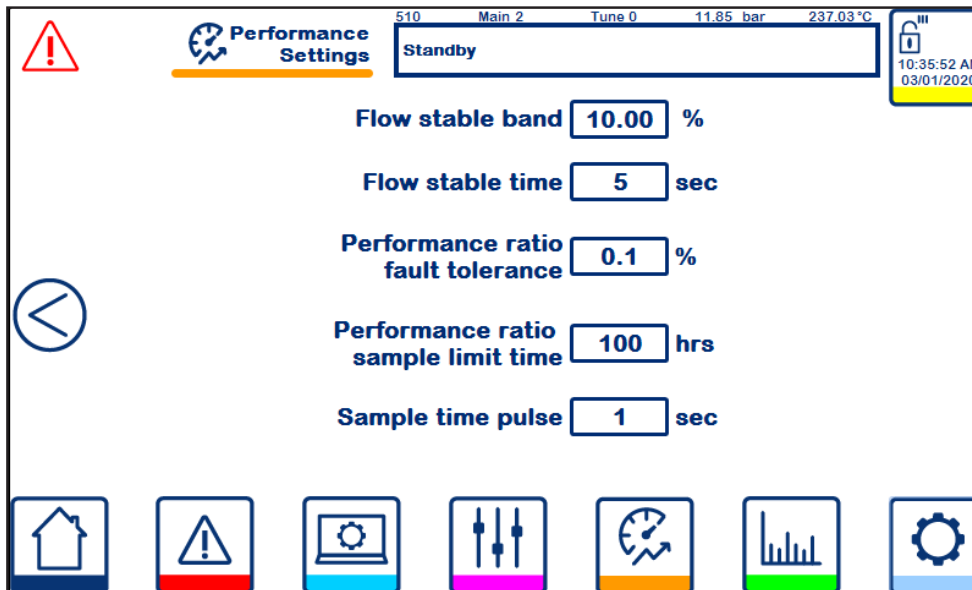 510 Main 2 Tune 0 11.85 bar 237.03 °C
Performance
Settings
Standby
10:35:52 AM
03/01/2020
Flow stable band 10.00 %
Flow stable time 5 sec
Performance ratio
fault tolerance 0.1 %
Performance ratio
sample limit time 100 hrs
Sample time pulse 1 sec